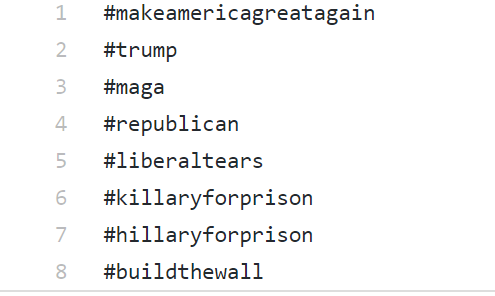 1 #makeamericagreatagain
2 #trump
3 #maga
4 #republican
5 #liberaltears
6 #killaryforprison
7 #hillaryforprison
8 #buildthewall